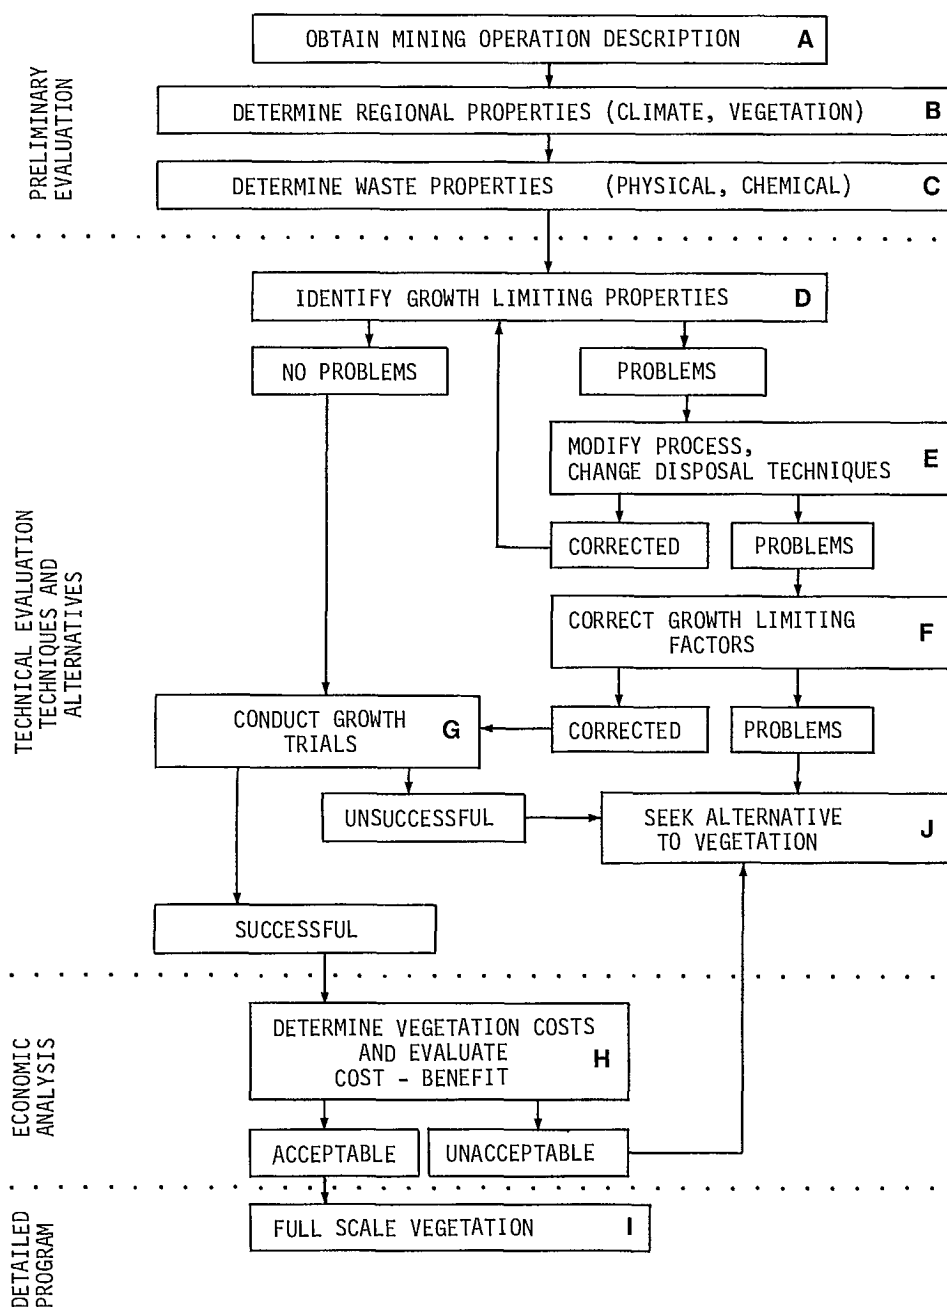 OBTAIN MINING OPERATION DESCRIPTION A
PRELIMINARY
EVALUATION
DETERMINE REGIONAL PROPERTIES (CLIMATE, VEGETATION) B
DETERMINE WASTE PROPERTIES (PHYSICAL, CHEMICAL) C
IDENTIFY GROWTH LIMITING PROPERTIES D
NO PROBLEMS
PROBLEMS
MODIFY PROCESS,
CHANGE DISPOSAL TECHNIQUES E
CORRECTED
PROBLEMS
TECHNICAL EVALUATION
TECHNIQUES AND
ALTERNATIVES
CORRECT GROWTH LIMITING
FACTORS F
CONDUCT GROWTH
TRIALS G
CORRECTED
PROBLEMS
UNSUCCESSFUL
SEEK ALTERNATIVE
TO VEGETATION J
SUCCESSFUL
ECONOMIC
ANALYSIS
DETERMINE VEGETATION COSTS
AND EVALUATE H
COST - BENEFIT
ACCEPTABLE
UNACCEPTABLE
DETAILED
PROGRAM
FULL SCALE VEGETATION I